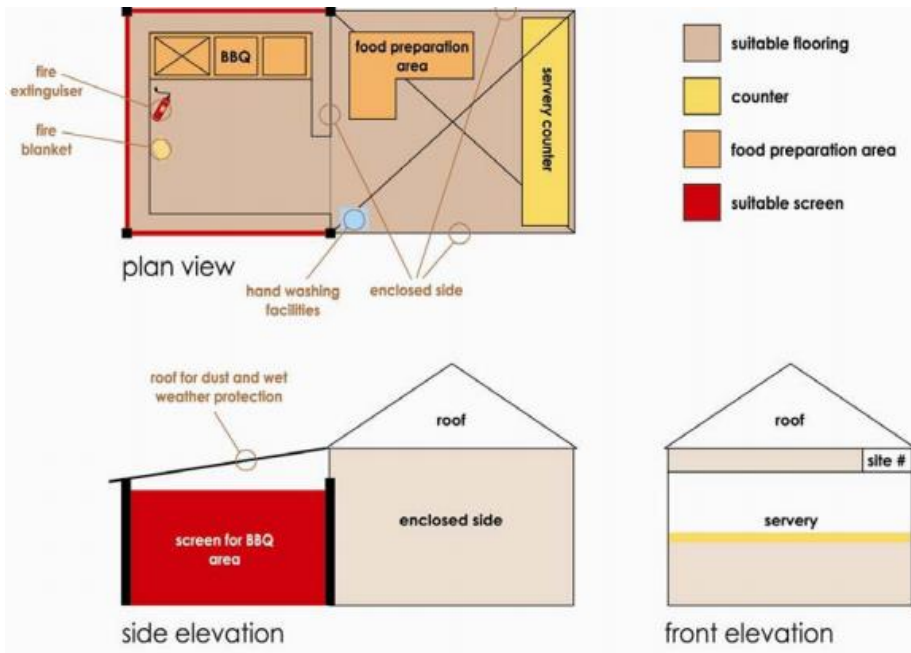 BBQ
food preparation
area
servery counter
fire
extinguiser
fire
blanket
plan view
hand washing
facilities
enclosed side
suitable flooring
counter
food preparation area
suitable screen
roof for dust and wet
weather protection
roof
enclosed side
screen for BBQ
area
side elevation
roof
site #
servery
front elevation